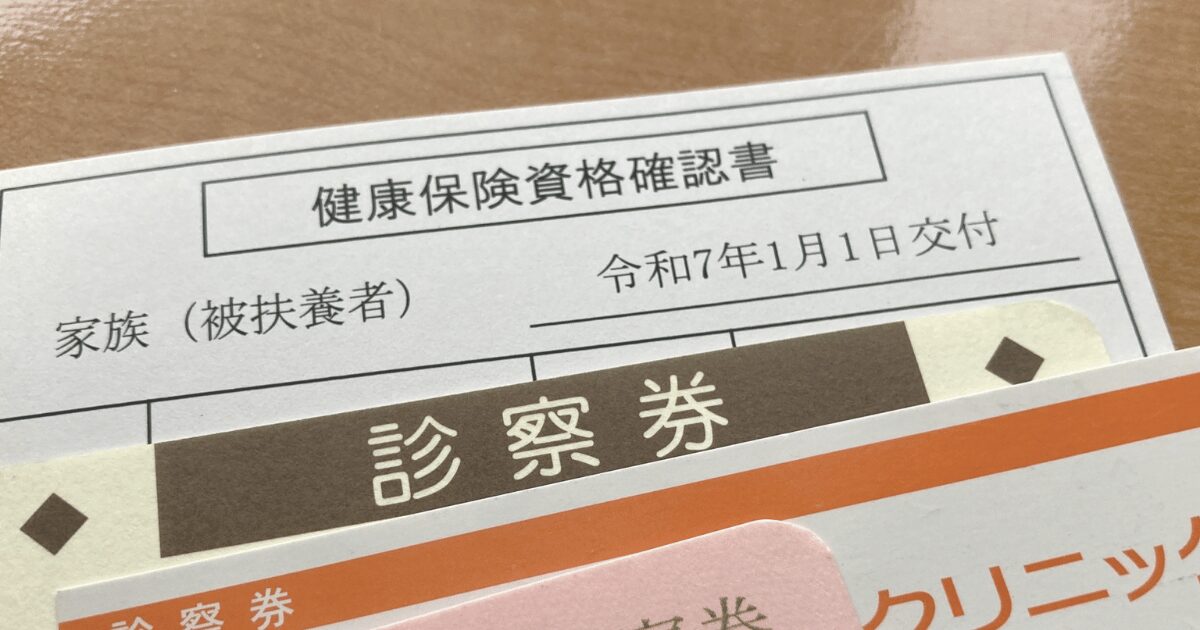 健康保険資格確認書
令和7年1月1日交付
家族（被扶養者）
診察券
診察券
クリニック